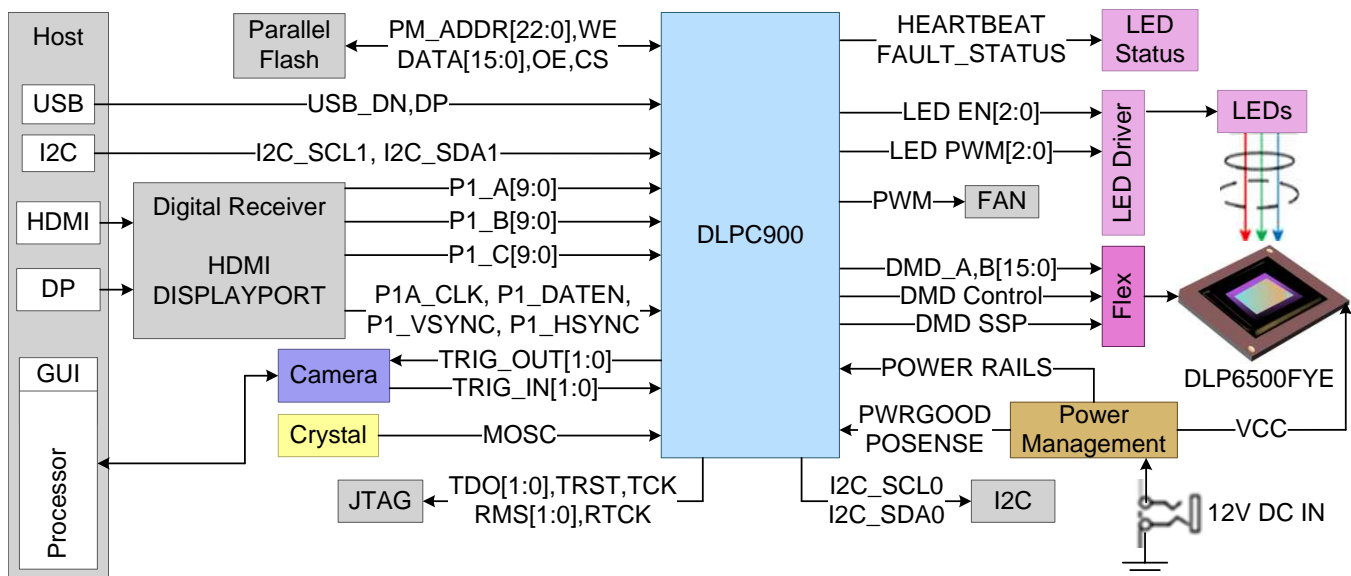 Host
Parallel
Flash
PM_ADDR[22:0],WE
DATA[15:0],OE,CS
HEARTBEAT
FAULT_STATUS
LED
Status
USB
USB_DN,DP
I2C
I2C_SCL1, I2C_SDA1
HDMI
DP
Digital Receiver
HDMI
DISPLAYPORT
P1_A[9:0]
P1_B[9:0]
P1_C[9:0]
P1A_CLK, P1_DATEN,
P1_VSYNC, P1_HSYNC
DLPC900
LED EN[2:0]
LED PWM[2:0]
LED Driver
LEDs
PWM
FAN
DMD_A,B[15:0]
DMD Control
DMD SSP
Flex
DLP6500FYE
GUI
Processor
Camera
TRIG_OUT[1:0]
TRIG_IN[1:0]
Crystal
MOSC
JTAG
TDO[1:0],TRST,TCK
RMS[1:0],RTCK
POWER RAILS
PWRGOOD
POSENSE
Power
Management
VCC
I2C_SCL0
I2C_SDA0
I2C
12V DC IN